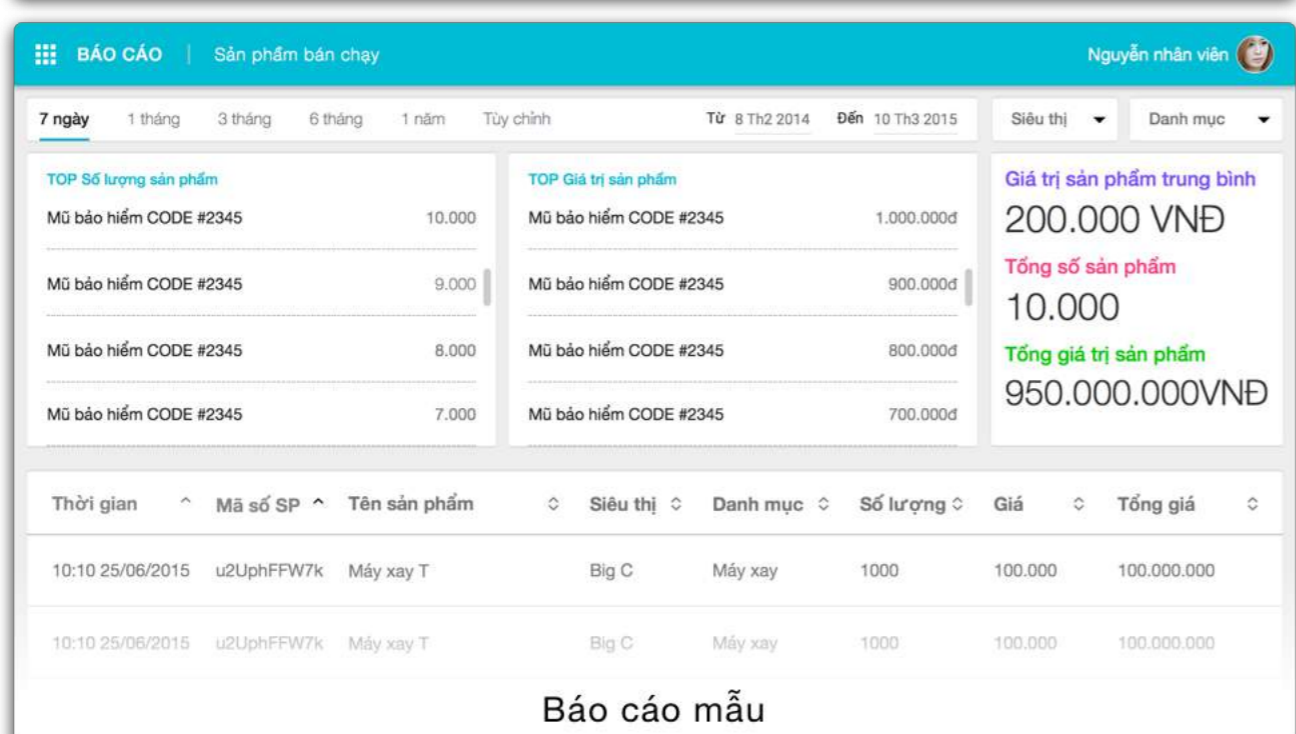 BÁO CÁO | Sản phẩm bán chạy Nguyễn nhân viên
7 ngày 1 tháng 3 tháng 6 tháng 1 năm Tùy chỉnh Từ 8 Th2 2014 Đến 10 Th3 2015 Siêu thị Danh mục
TOP Số lượng sản phẩm
Mũ bảo hiểm CODE #2345 10.000
Mũ bảo hiểm CODE #2345 9.000
Mũ bảo hiểm CODE #2345 8.000
Mũ bảo hiểm CODE #2345 7.000
TOP Giá trị sản phẩm
Mũ bảo hiểm CODE #2345 1.000.000đ
Mũ bảo hiểm CODE #2345 900.000đ
Mũ bảo hiểm CODE #2345 800.000đ
Mũ bảo hiểm CODE #2345 700.000đ
Giá trị sản phẩm trung bình
200.000 VNĐ
Tổng số sản phẩm
10.000
Tổng giá trị sản phẩm
950.000.000VNĐ
Thời gian Mã số SP Tên sản phẩm Siêu thị Danh mục Số lượng Giá Tổng giá
10:10 25/06/2015 u2UphFFW7k Máy xay T Big C Máy xay 1000 100.000 100.000.000
10:10 25/06/2015 u2UphFFW7k Máy xay T Big C Máy xay 1000 100.000 100.000.000
Báo cáo mẫu